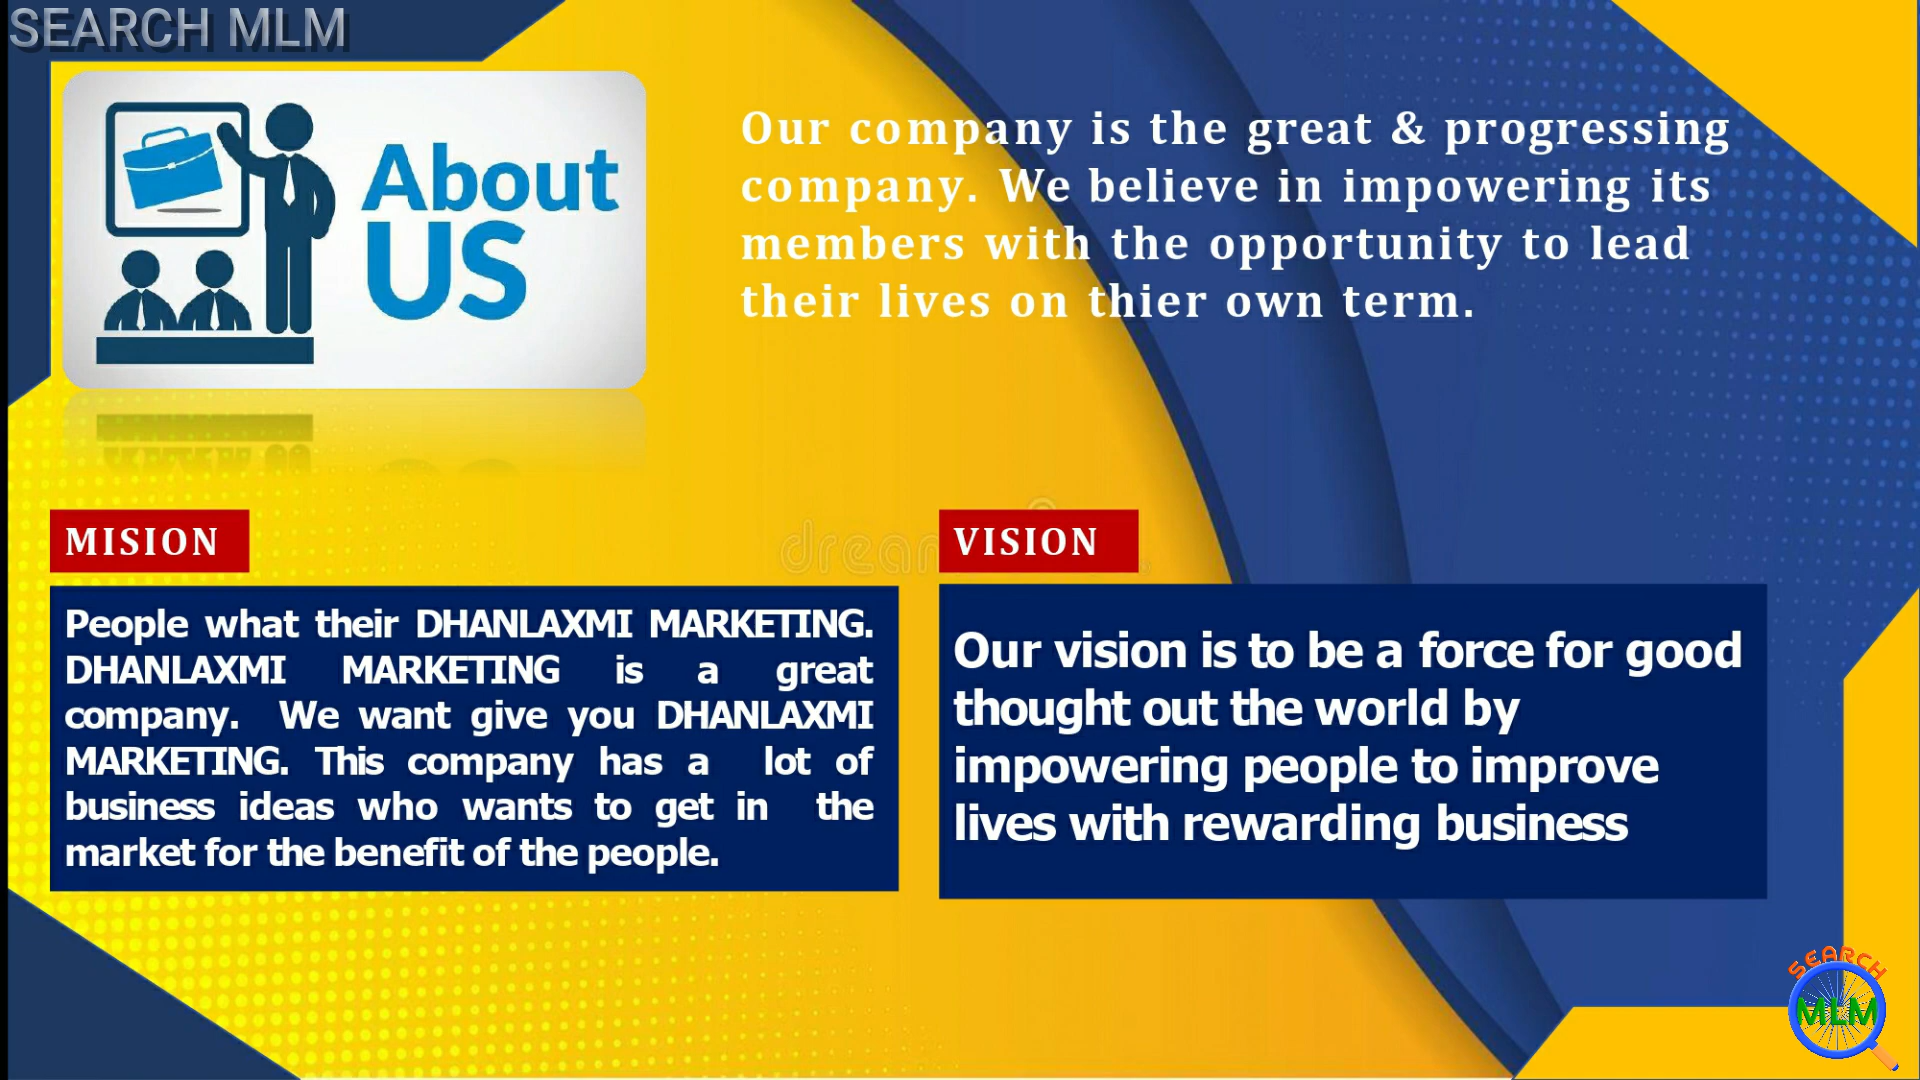 SEARCH MLM
About
US
Our company is the great & progressing
company. We believe in impowering its
members with the opportunity to lead
their lives on thier own term.
MISION
People what their DHANLAXMI MARKETING.
DHANLAXMI MARKETING is a great
company. We want give you DHANLAXMI
MARKETING. This company has a lot of
business ideas who wants to get in the
market for the benefit of the people.
VISION
Our vision is to be a force for good
thought out the world by
impowering people to improve
lives with rewarding business
SEARCH
MLM